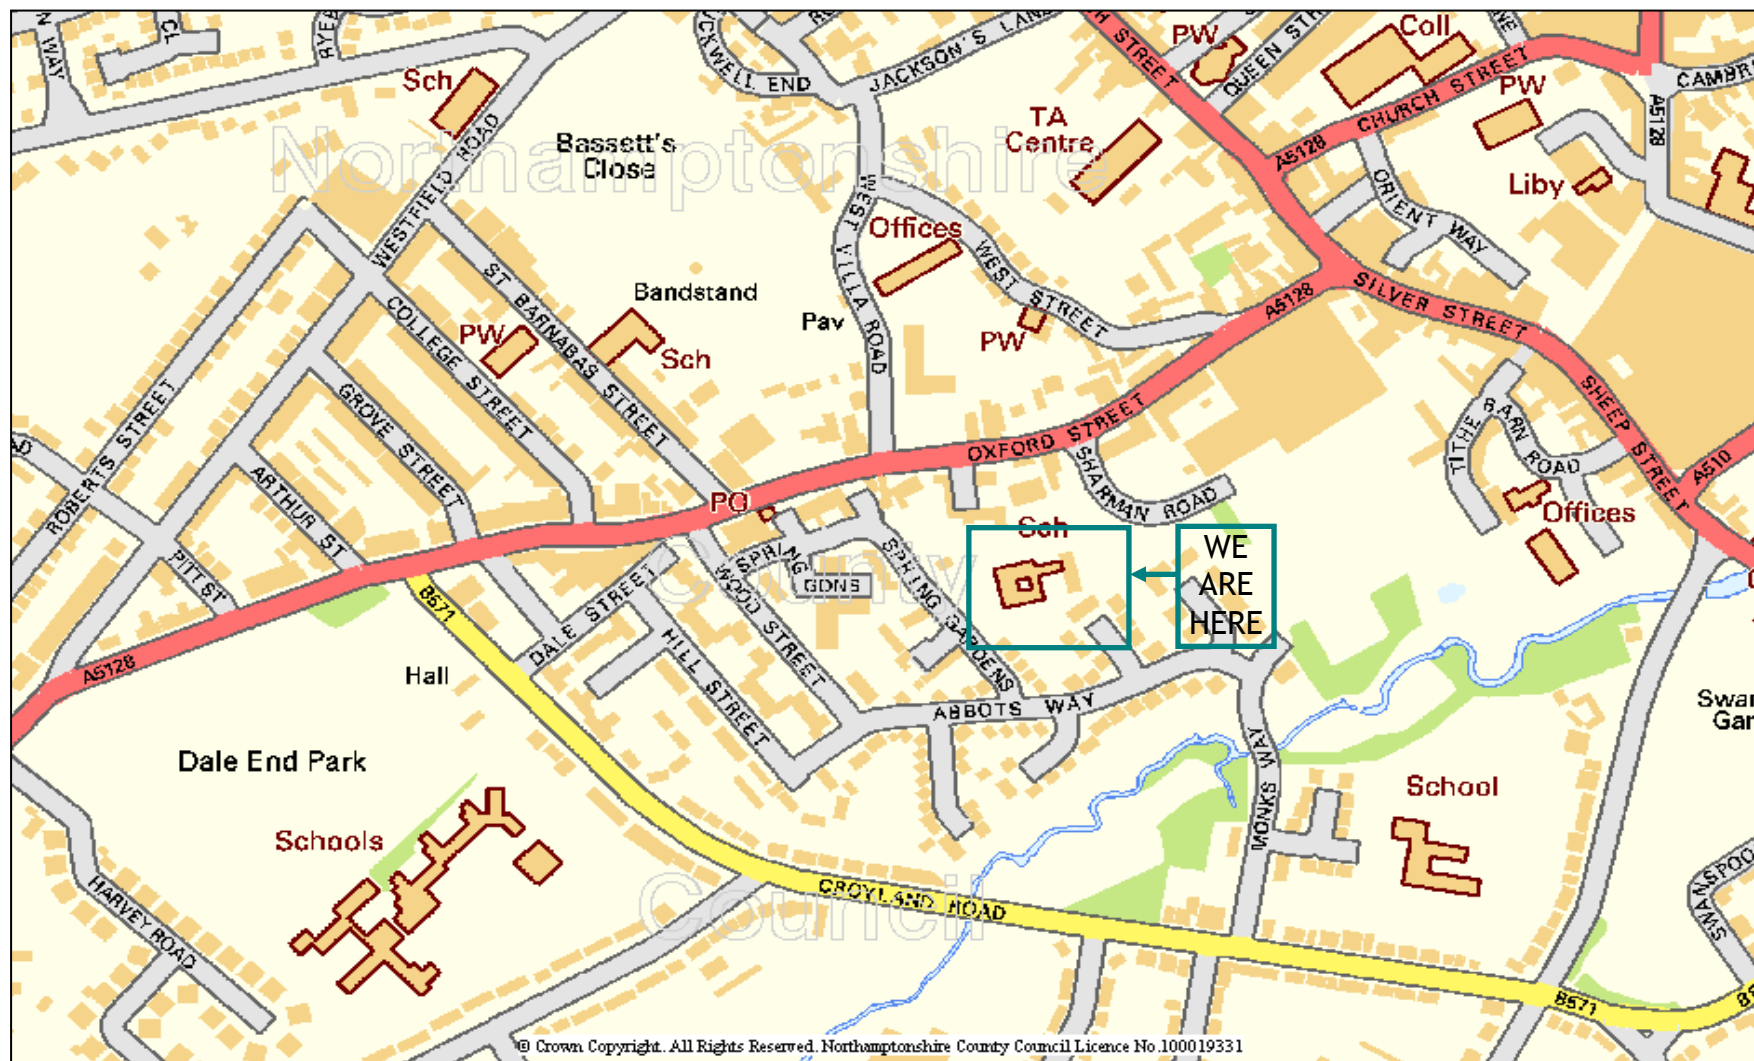 CL
Sch
WESTFIELD ROAD
Bassett's
Close
JACKSON'S LANE
STREET
PW
QUEEN STR
Coll
CHURCH STREET
PW
CAMBR
A5128
A5128
TA
Centre
Liby
ORIENT WAY
Northamptonshire
WEST VILLA ROAD
Offices
WEST STREET
PW
A5128
SILVER STREET
SHEEP STREET
A510
TITHE BARN ROAD
Offices
ST BARNABAS STREET
Bandstand
Pav
PW
Sch
COLLEGE STREET
GROVE STREET
ARTHUR ST
ROBERTS STREET
PITT ST
OXFORD STREET
SHARMAN ROAD
PO
Sch
WE
ARE
HERE
SPRING
GDNS
SPRING GARDENS
WOOD STREET
DALE STREET
HILL STREET
County
B571
A5128
Hall
ABBOTS WAY
MONKS WAY
Dale End Park
Schools
School
HARVEY ROAD
CROYLAND ROAD
Council
B571
© Crown Copyright. All Rights Reserved. Northamptonshire County Council Licence No.100019331